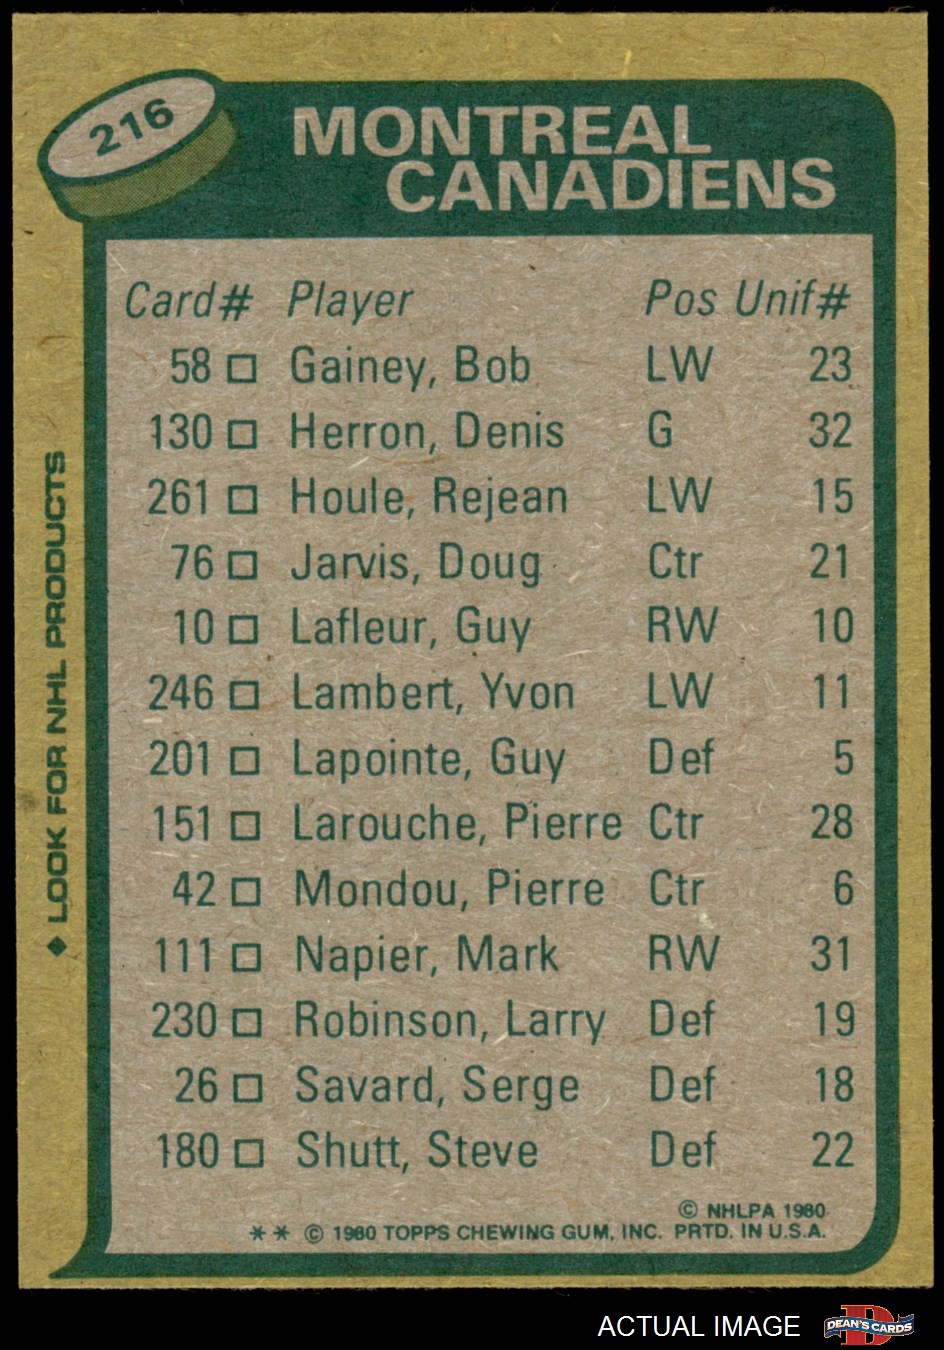 216
MONTREAL
CANADIENS
Card# Player Pos Unif#
58 □ Gainey, Bob LW 23
130 □ Herron, Denis G 32
261 □ Houle, Rejean LW 15
76 □ Jarvis, Doug Ctr 21
10 □ Lafleur, Guy RW 10
246 □ Lambert, Yvon LW 11
201 □ Lapointe, Guy Def 5
151 □ Larouche, Pierre Ctr 28
42 □ Mondou, Pierre Ctr 6
111 □ Napier, Mark RW 31
230 □ Robinson, Larry Def 19
26 □ Savard, Serge Def 18
180 □ Shutt, Steve Def 22
© NHLPA 1980
** © 1980 TOPPS CHEWING GUM, INC. PRTD. IN U.S.A.
◆ LOOK FOR NHL PRODUCTS
ACTUAL IMAGE
D DEAN'S CARDS